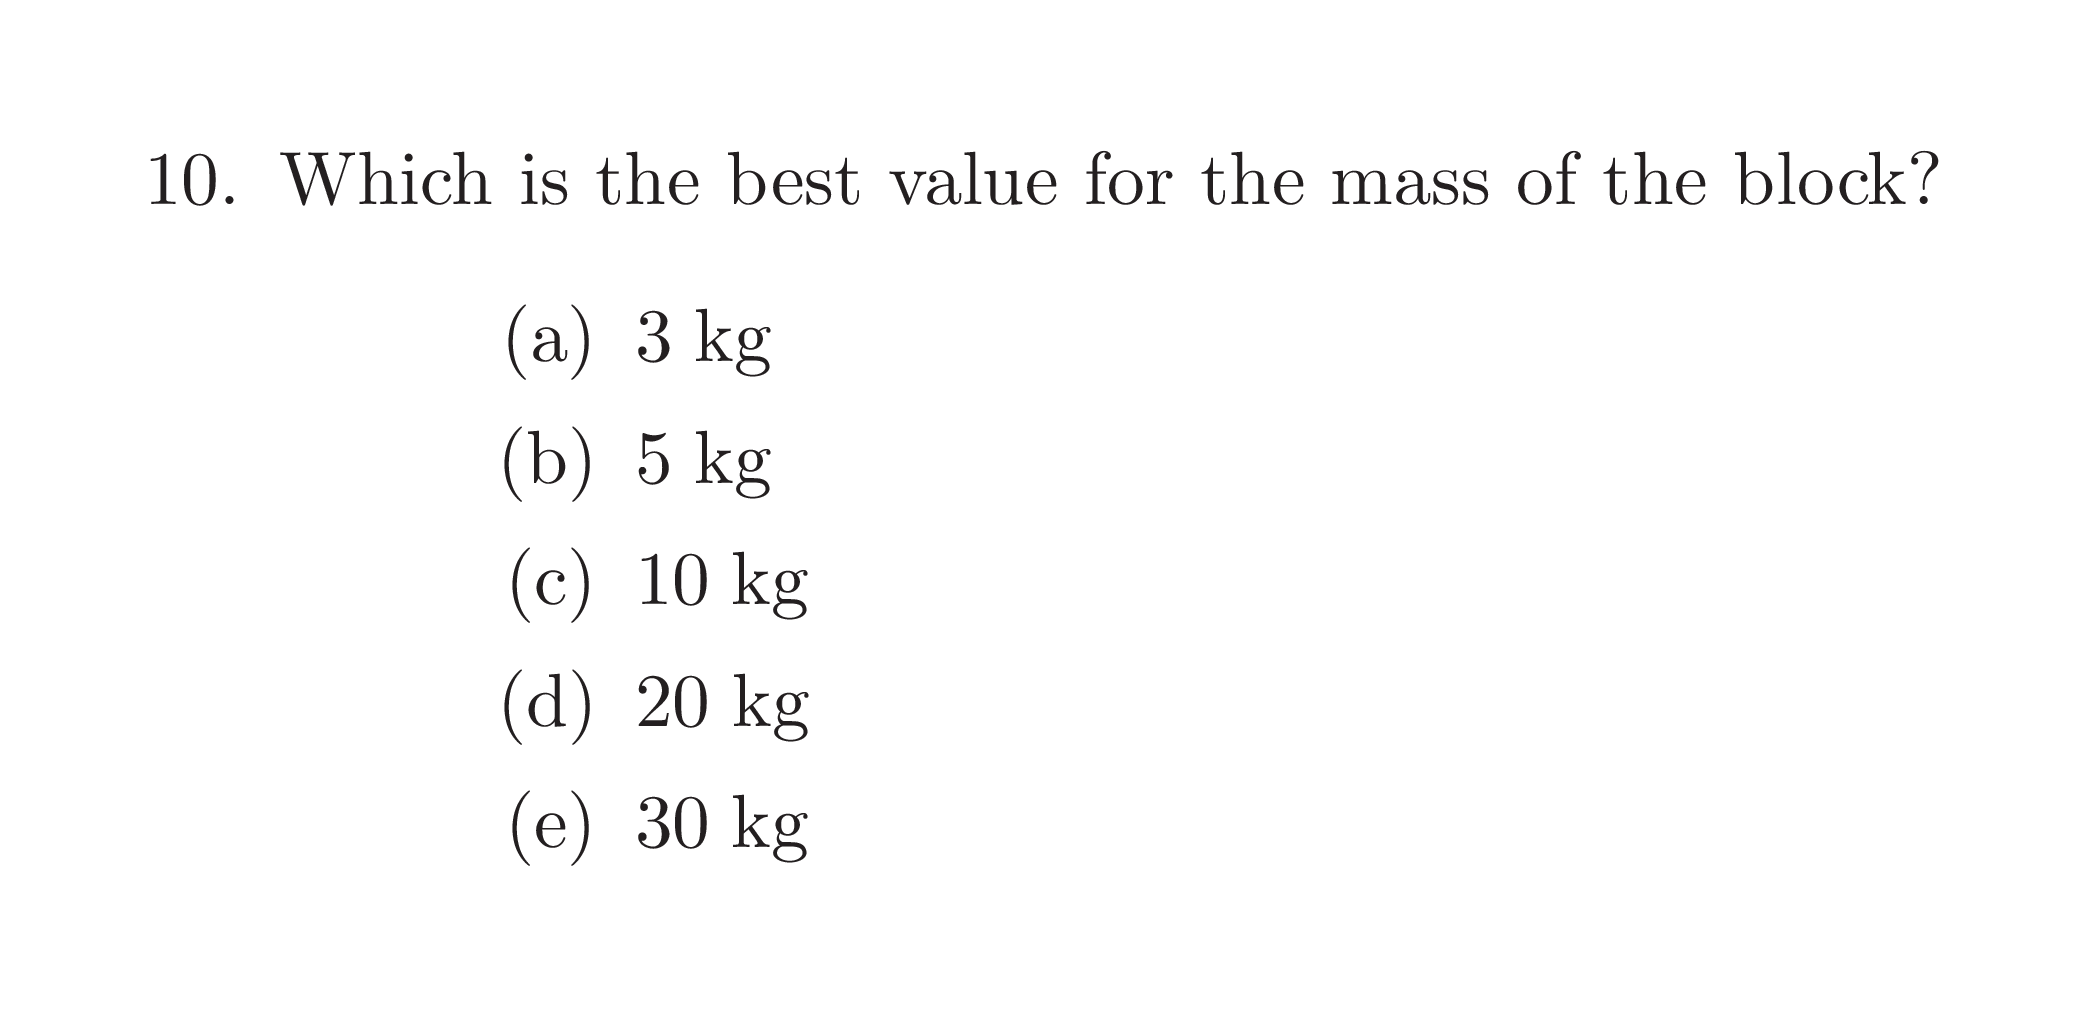 10. Which is the best value for the mass of the block?
(a) 3 kg
(b) 5 kg
(c) 10 kg
(d) 20 kg
(e) 30 kg